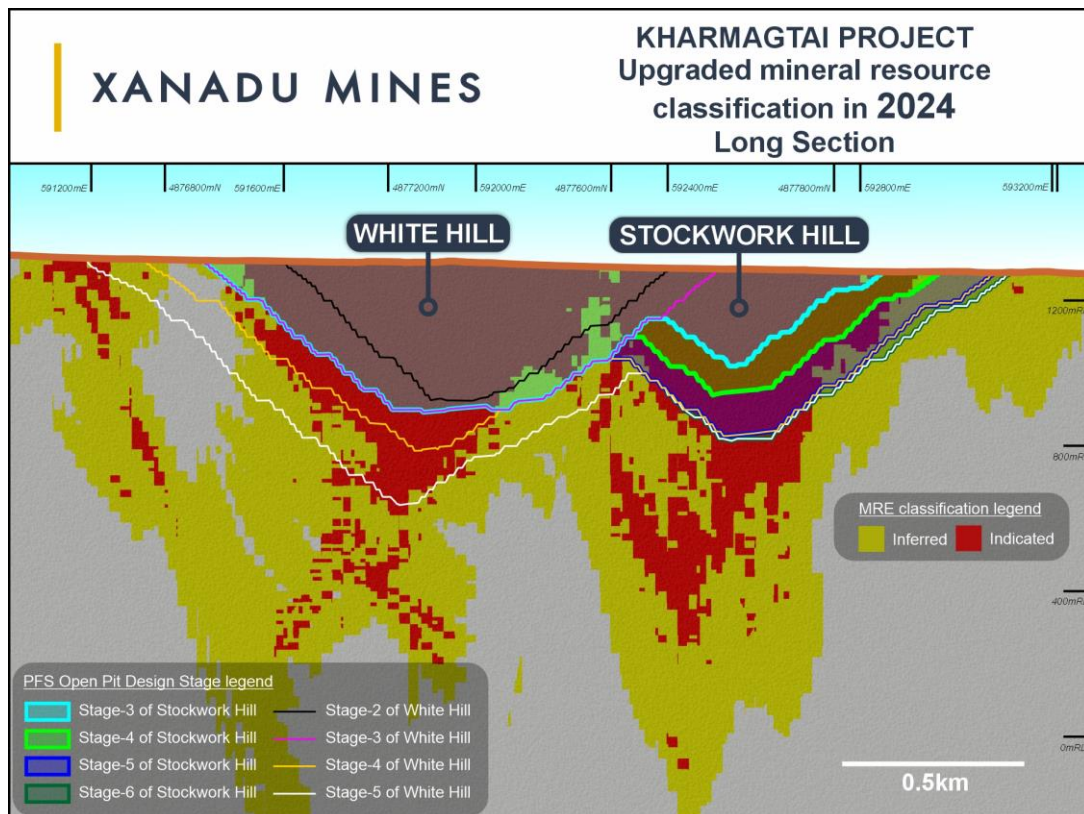 XANADU MINES
KHARMAGTAI PROJECT
Upgraded mineral resource
classification in 2024
Long Section
591200mE
4876800mN
591600mE
4877200mN
592000mE
4877600mN
592400mE
4877800mN
592800mE
593200mE
WHITE HILL
STOCKWORK HILL
1200mRL
800mRL
MRE classification legend
Inferred
Indicated
400mRL
0mRL
PFS Open Pit Design Stage legend
Stage-3 of Stockwork Hill
Stage-2 of White Hill
Stage-4 of Stockwork Hill
Stage-3 of White Hill
Stage-5 of Stockwork Hill
Stage-4 of White Hill
Stage-6 of Stockwork Hill
Stage-5 of White Hill
0.5km